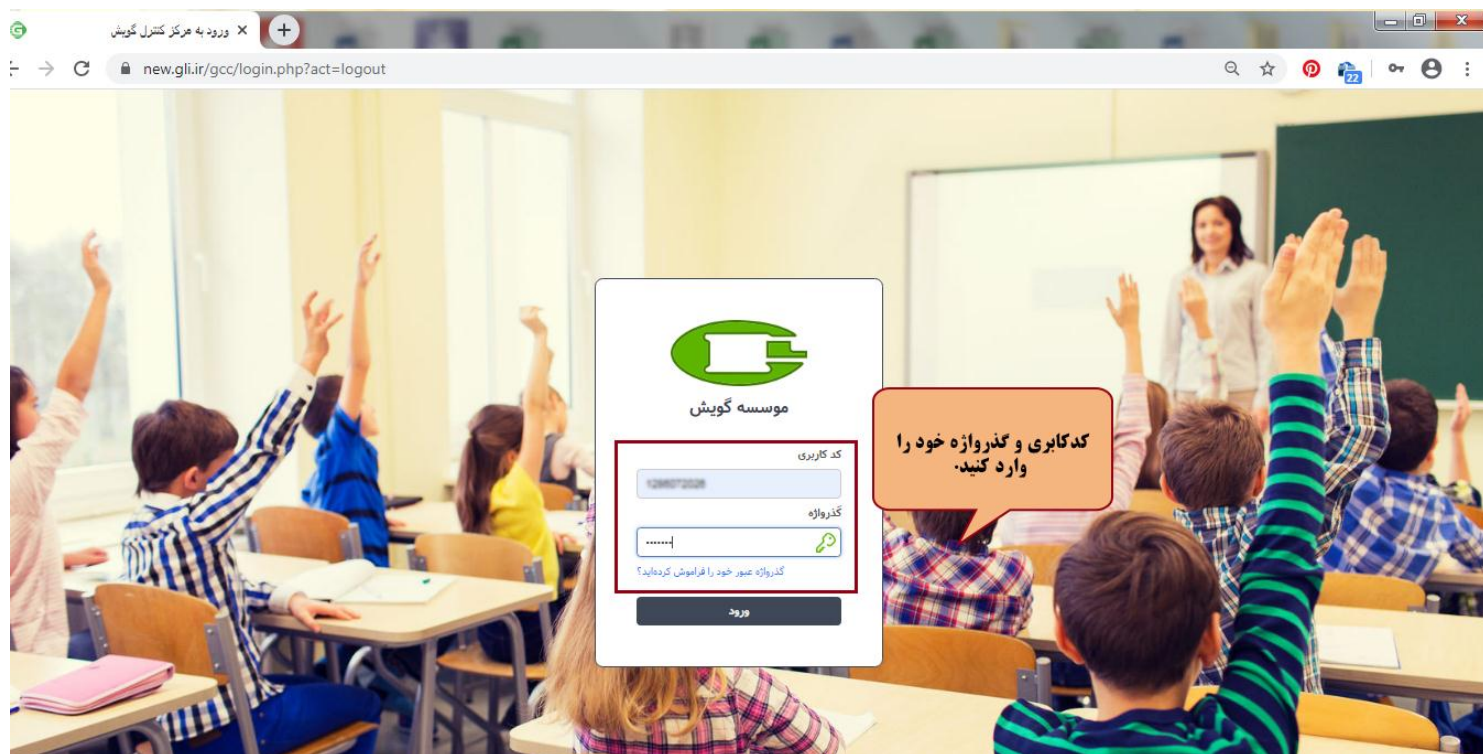 ورود به مرکز کنترل گویش
new.gli.ir/gcc/login.php?act=logout
22
موسسه گویش
کد کاربری
گذرواژه
گذرواژه عبور خود را فراموش کرده‌اید؟
ورود
کدکابری و گذرواژه خود را
وارد کنید.